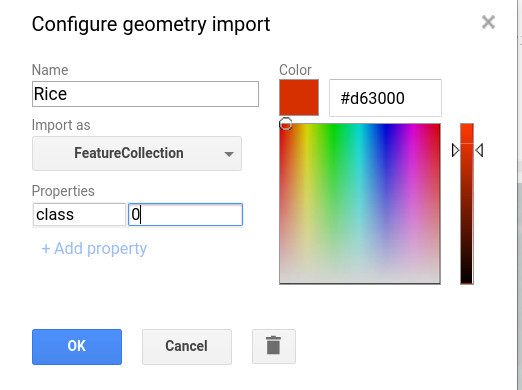 Configure geometry import
Name
Rice
Import as
FeatureCollection
Properties
class 0
+ Add property
Color
#d63000
OK Cancel